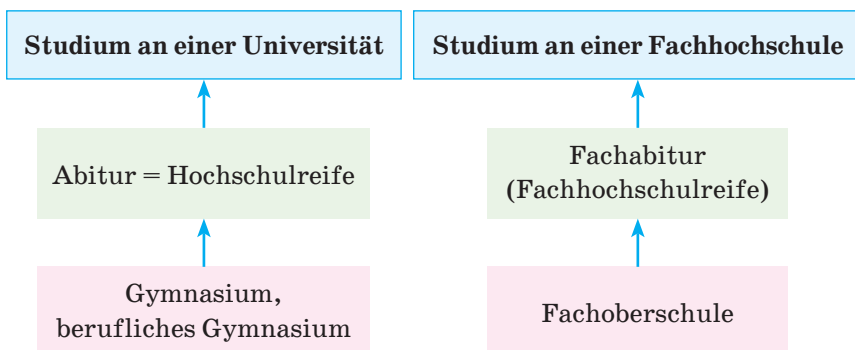 Studium an einer Universität
Studium an einer Fachhochschule
Abitur = Hochschulreife
Fachabitur
(Fachhochschulreife)
Gymnasium,
berufliches Gymnasium
Fachoberschule